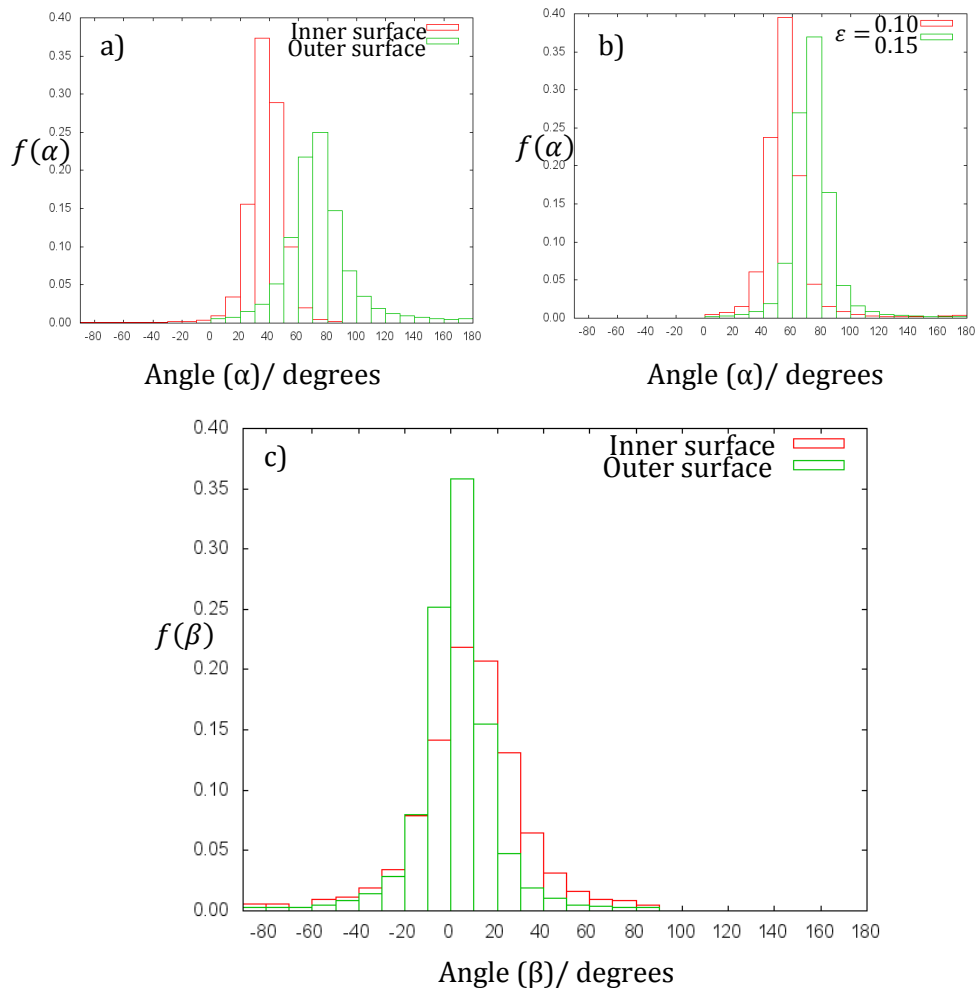 a)
Inner surface
Outer surface
f(α)
0.40
0.35
0.30
0.25
0.20
0.15
0.10
0.05
0.00
-80 -60 -40 -20 0 20 40 60 80 100 120 140 160 180
Angle (α)/ degrees
b)
ε = 0.10
0.15
f(α)
0.40
0.35
0.30
0.25
0.20
0.15
0.10
0.05
0.00
-80 -60 -40 -20 0 20 40 60 80 100 120 140 160 180
Angle (α)/ degrees
c)
Inner surface
Outer surface
f(β)
0.40
0.35
0.30
0.25
0.20
0.15
0.10
0.05
0.00
-80 -60 -40 -20 0 20 40 60 80 100 120 140 160 180
Angle (β)/ degrees